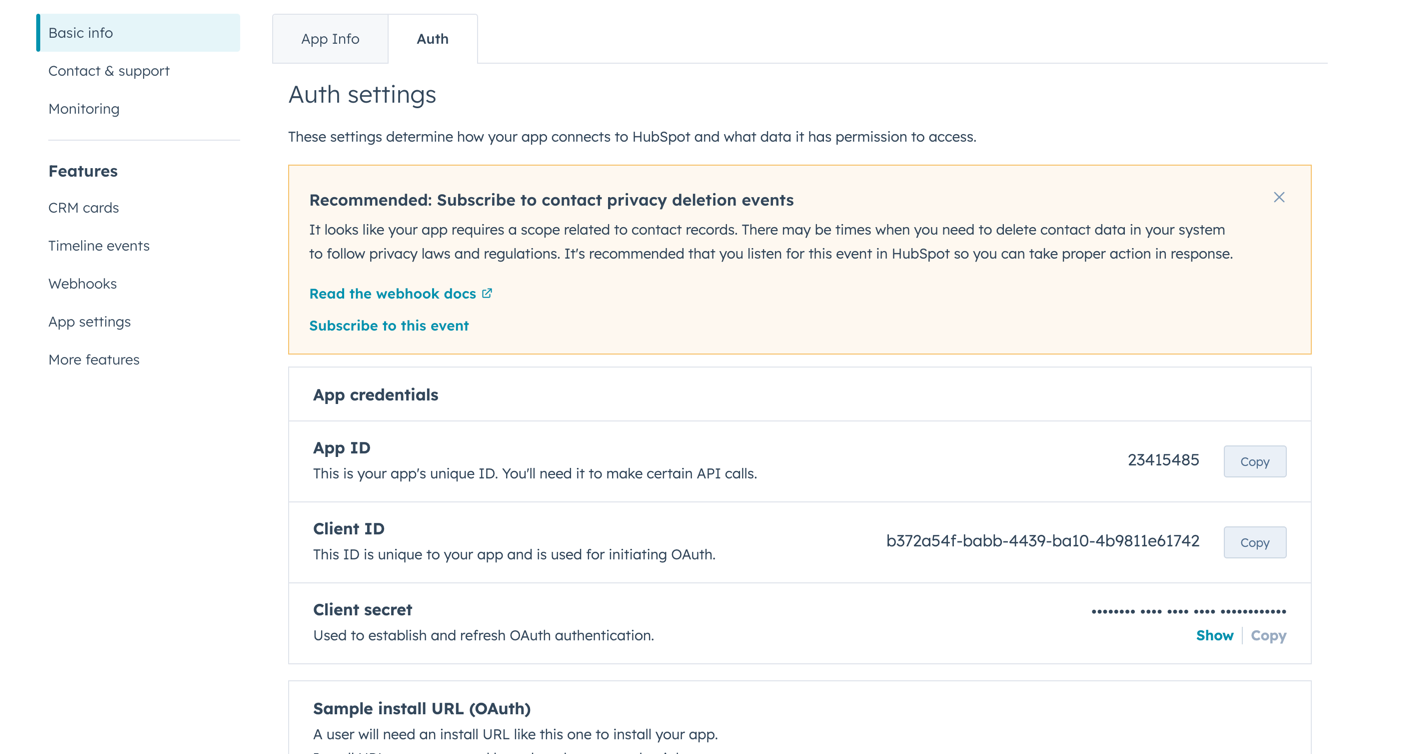 Basic info
Contact & support
Monitoring
Features
CRM cards
Timeline events
Webhooks
App settings
More features
App Info
Auth
Auth settings
These settings determine how your app connects to HubSpot and what data it has permission to access.
Recommended: Subscribe to contact privacy deletion events
It looks like your app requires a scope related to contact records. There may be times when you need to delete contact data in your system
to follow privacy laws and regulations. It's recommended that you listen for this event in HubSpot so you can take proper action in response.
Read the webhook docs
Subscribe to this event
App credentials
App ID
This is your app's unique ID. You'll need it to make certain API calls.
23415485
Copy
Client ID
This ID is unique to your app and is used for initiating OAuth.
b372a54f-babb-4439-ba10-4b9811e61742
Copy
Client secret
Used to establish and refresh OAuth authentication.
•••••••• •••• •••• •••• ••••••••••••
Show
Copy
Sample install URL (OAuth)
A user will need an install URL like this one to install your app.